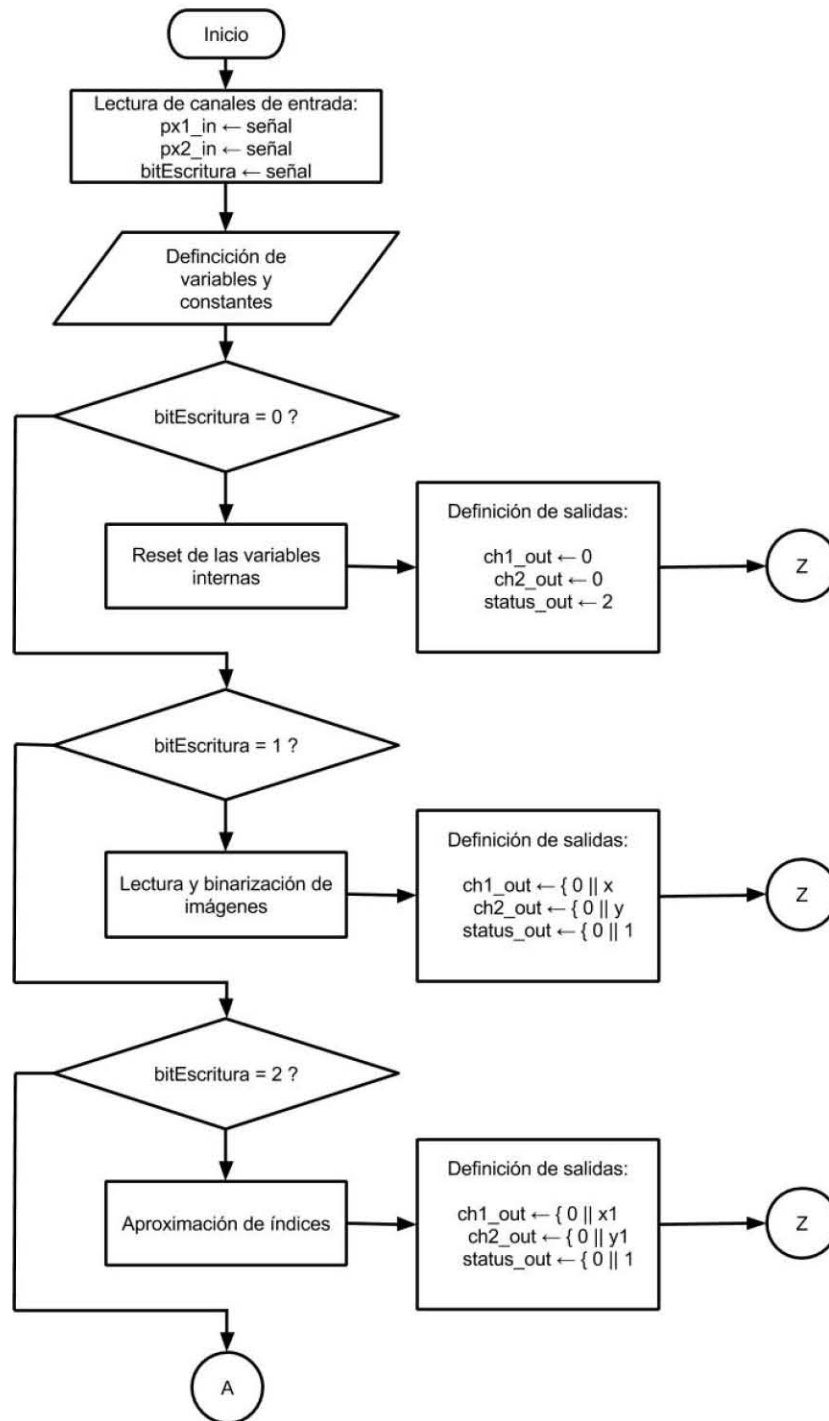 Inicio
Lectura de canales de entrada:
px1_in ← señal
px2_in ← señal
bitEscritura ← señal
Defincición de
variables y
constantes
bitEscritura = 0 ?
Reset de las variables
internas
Definición de salidas:
ch1_out ← 0
ch2_out ← 0
status_out ← 2
Z
bitEscritura = 1 ?
Lectura y binarización de
imágenes
Definición de salidas:
ch1_out ← { 0 || x
ch2_out ← { 0 || y
status_out ← { 0 || 1
Z
bitEscritura = 2 ?
Aproximación de índices
Definición de salidas:
ch1_out ← { 0 || x1
ch2_out ← { 0 || y1
status_out ← { 0 || 1
Z
A